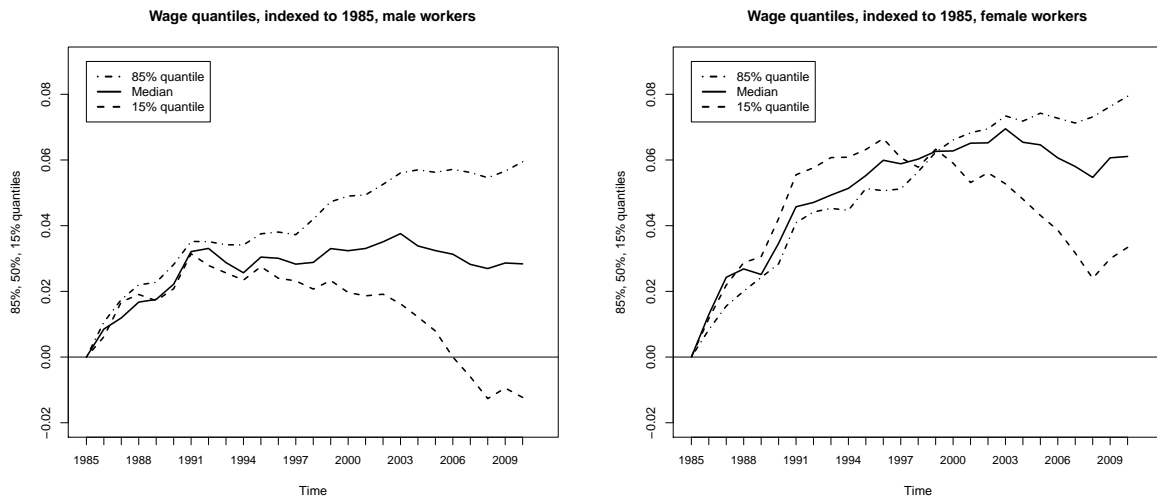 Wage quantiles, indexed to 1985, male workers
85% quantile
Median
15% quantile
85%, 50%, 15% quantiles
0.08
0.06
0.04
0.02
0.00
−0.02
1985 1988 1991 1994 1997 2000 2003 2006 2009
Time
Wage quantiles, indexed to 1985, female workers
85% quantile
Median
15% quantile
85%, 50%, 15% quantiles
0.08
0.06
0.04
0.02
0.00
−0.02
1985 1988 1991 1994 1997 2000 2003 2006 2009
Time